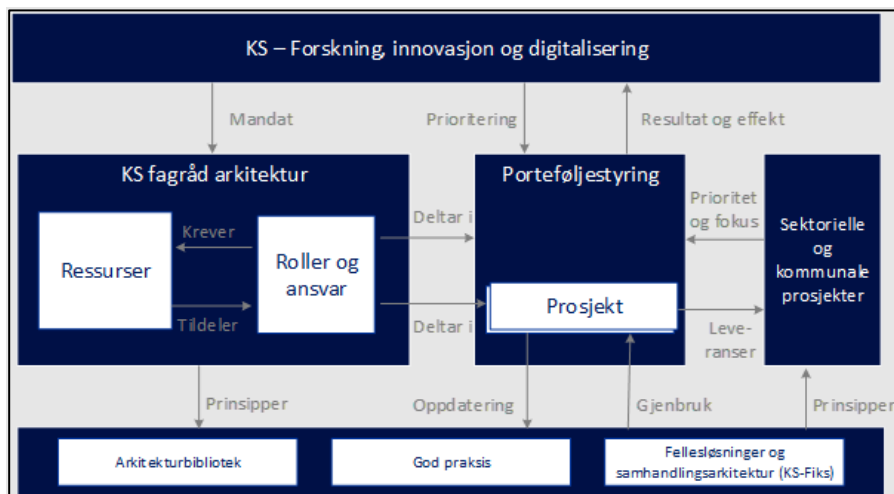 KS – Forskning, innovasjon og digitalisering
Mandat
Prioritering
Resultat og effekt
KS fagråd arkitektur
Porteføljestyring
Krever
Ressurser
Roller og
ansvar
Tildeler
Deltar i
Deltar i
Prioritet
og fokus
Sektorielle
og
kommunale
prosjekter
Prosjekt
Leve-
ranser
Prinsipper
Oppdatering
Gjenbruk
Prinsipper
Arkitekturbibliotek
God praksis
Fellesløsninger og
samhandlingsarkitektur (KS-Fiks)